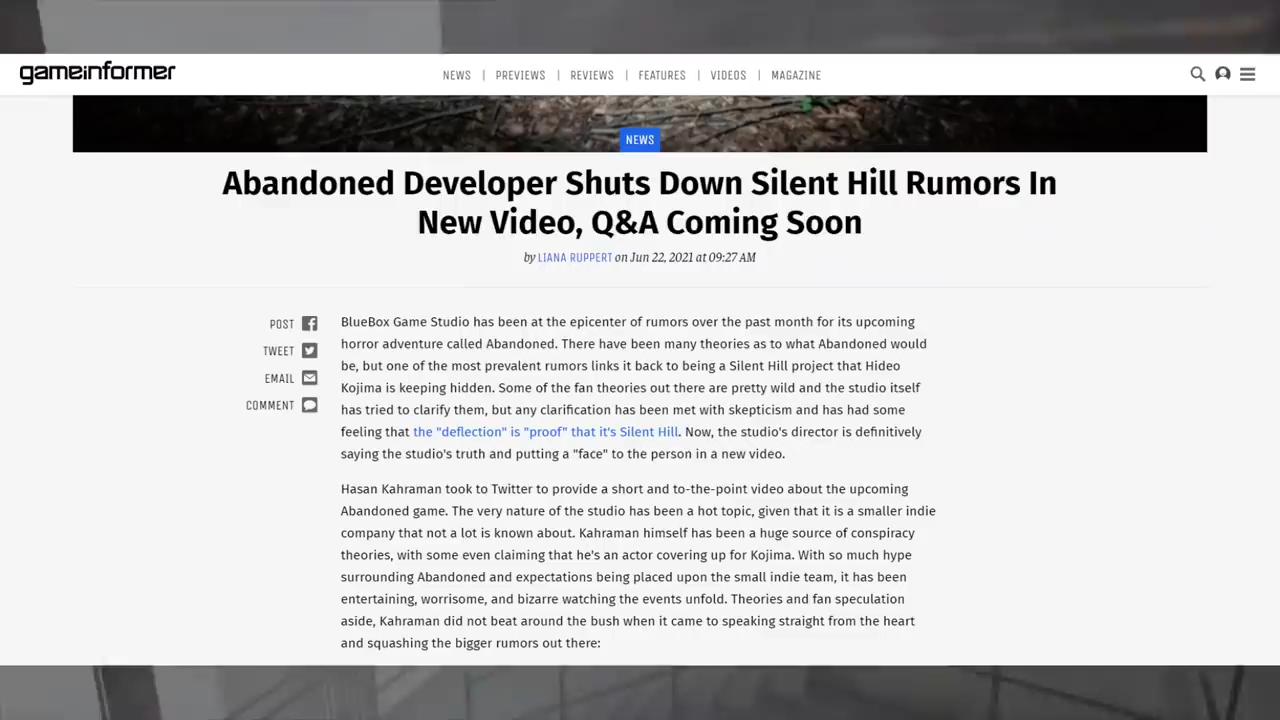 gameinformer
NEWS | PREVIEWS | REVIEWS | FEATURES | VIDEOS | MAGAZINE
NEWS
Abandoned Developer Shuts Down Silent Hill Rumors In
New Video, Q&A Coming Soon
by LIANA RUPPERT on Jun 22, 2021 at 09:27 AM
POST
TWEET
EMAIL
COMMENT
BlueBox Game Studio has been at the epicenter of rumors over the past month for its upcoming
horror adventure called Abandoned. There have been many theories as to what Abandoned would
be, but one of the most prevalent rumors links it back to being a Silent Hill project that Hideo
Kojima is keeping hidden. Some of the fan theories out there are pretty wild and the studio itself
has tried to clarify them, but any clarification has been met with skepticism and has had some
feeling that the "deflection" is "proof" that it's Silent Hill. Now, the studio's director is definitively
saying the studio's truth and putting a "face" to the person in a new video.
Hasan Kahraman took to Twitter to provide a short and to-the-point video about the upcoming
Abandoned game. The very nature of the studio has been a hot topic, given that it is a smaller indie
company that not a lot is known about. Kahraman himself has been a huge source of conspiracy
theories, with some even claiming that he's an actor covering up for Kojima. With so much hype
surrounding Abandoned and expectations being placed upon the small indie team, it has been
entertaining, worrisome, and bizarre watching the events unfold. Theories and fan speculation
aside, Kahraman did not beat around the bush when it came to speaking straight from the heart
and squashing the bigger rumors out there: